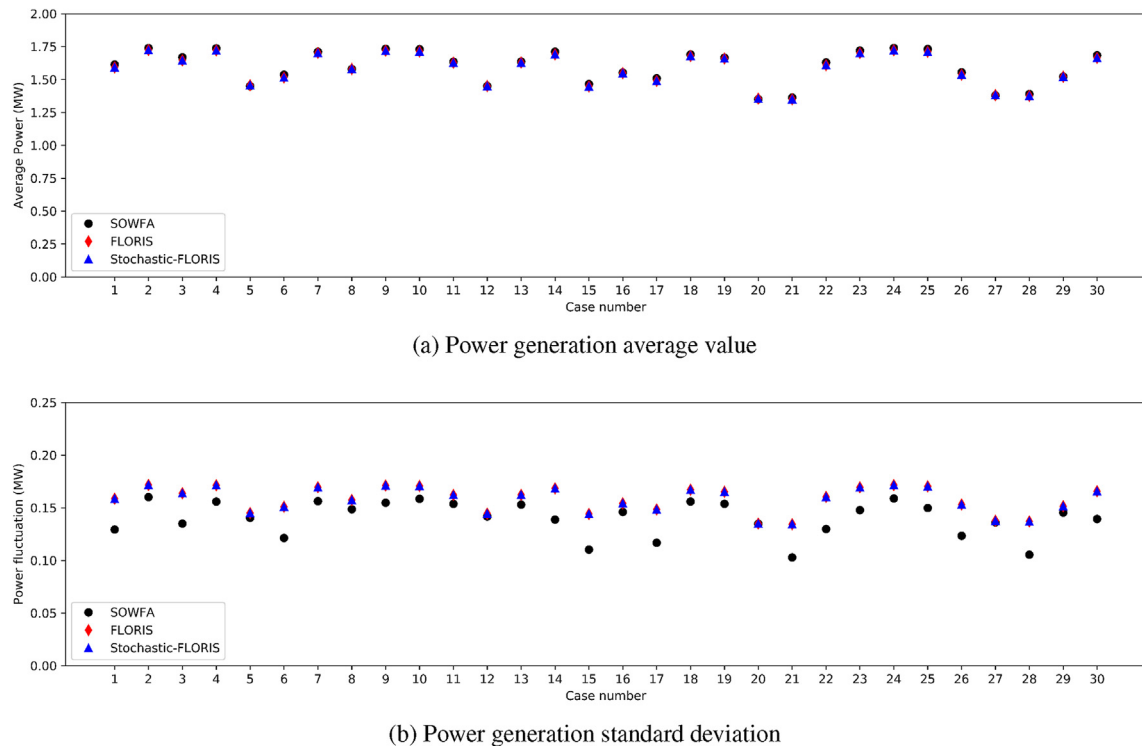 2.00
1.75
1.50
1.25
1.00
0.75
0.50
0.25
0.00
Average Power (MW)
SOWFA
FLORIS
Stochastic-FLORIS
1 2 3 4 5 6 7 8 9 10 11 12 13 14 15 16 17 18 19 20 21 22 23 24 25 26 27 28 29 30
Case number
(a) Power generation average value
0.25
0.20
0.15
0.10
0.05
0.00
Power fluctuation (MW)
SOWFA
FLORIS
Stochastic-FLORIS
1 2 3 4 5 6 7 8 9 10 11 12 13 14 15 16 17 18 19 20 21 22 23 24 25 26 27 28 29 30
Case number
(b) Power generation standard deviation